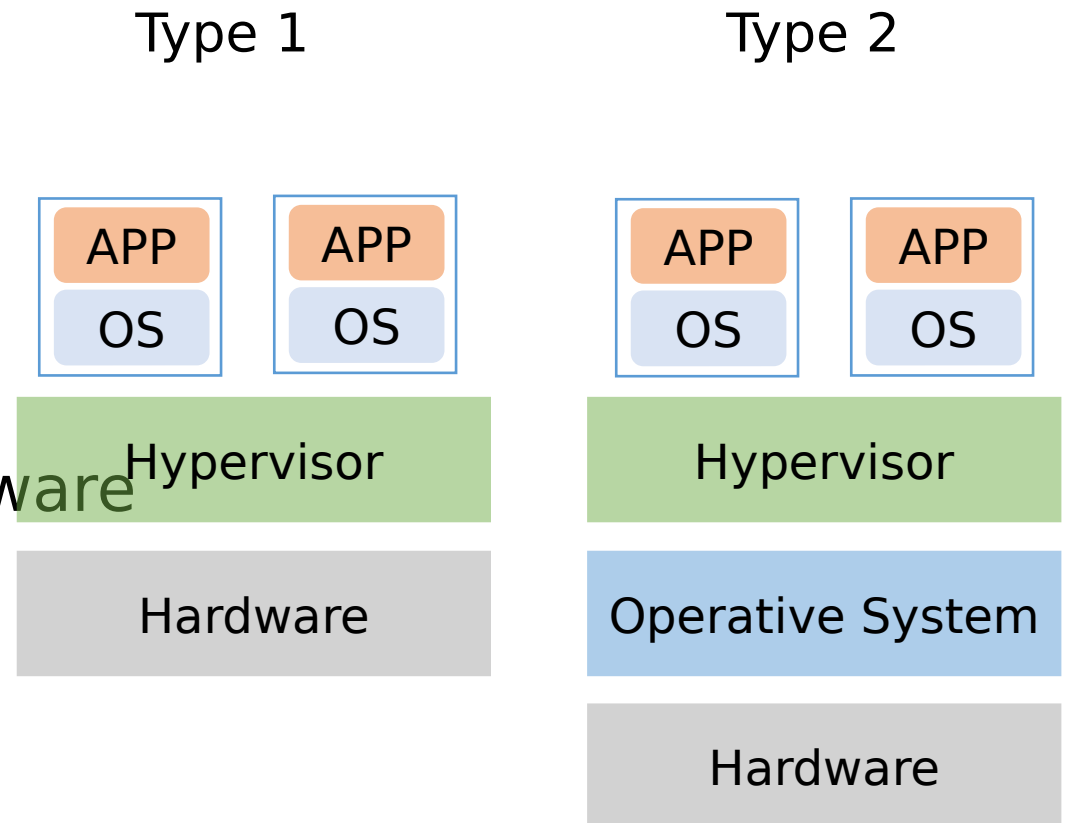 Type 1
APP
OS
APP
OS
Hypervisor
ware
Hardware
Type 2
APP
OS
APP
OS
Hypervisor
Operative System
Hardware